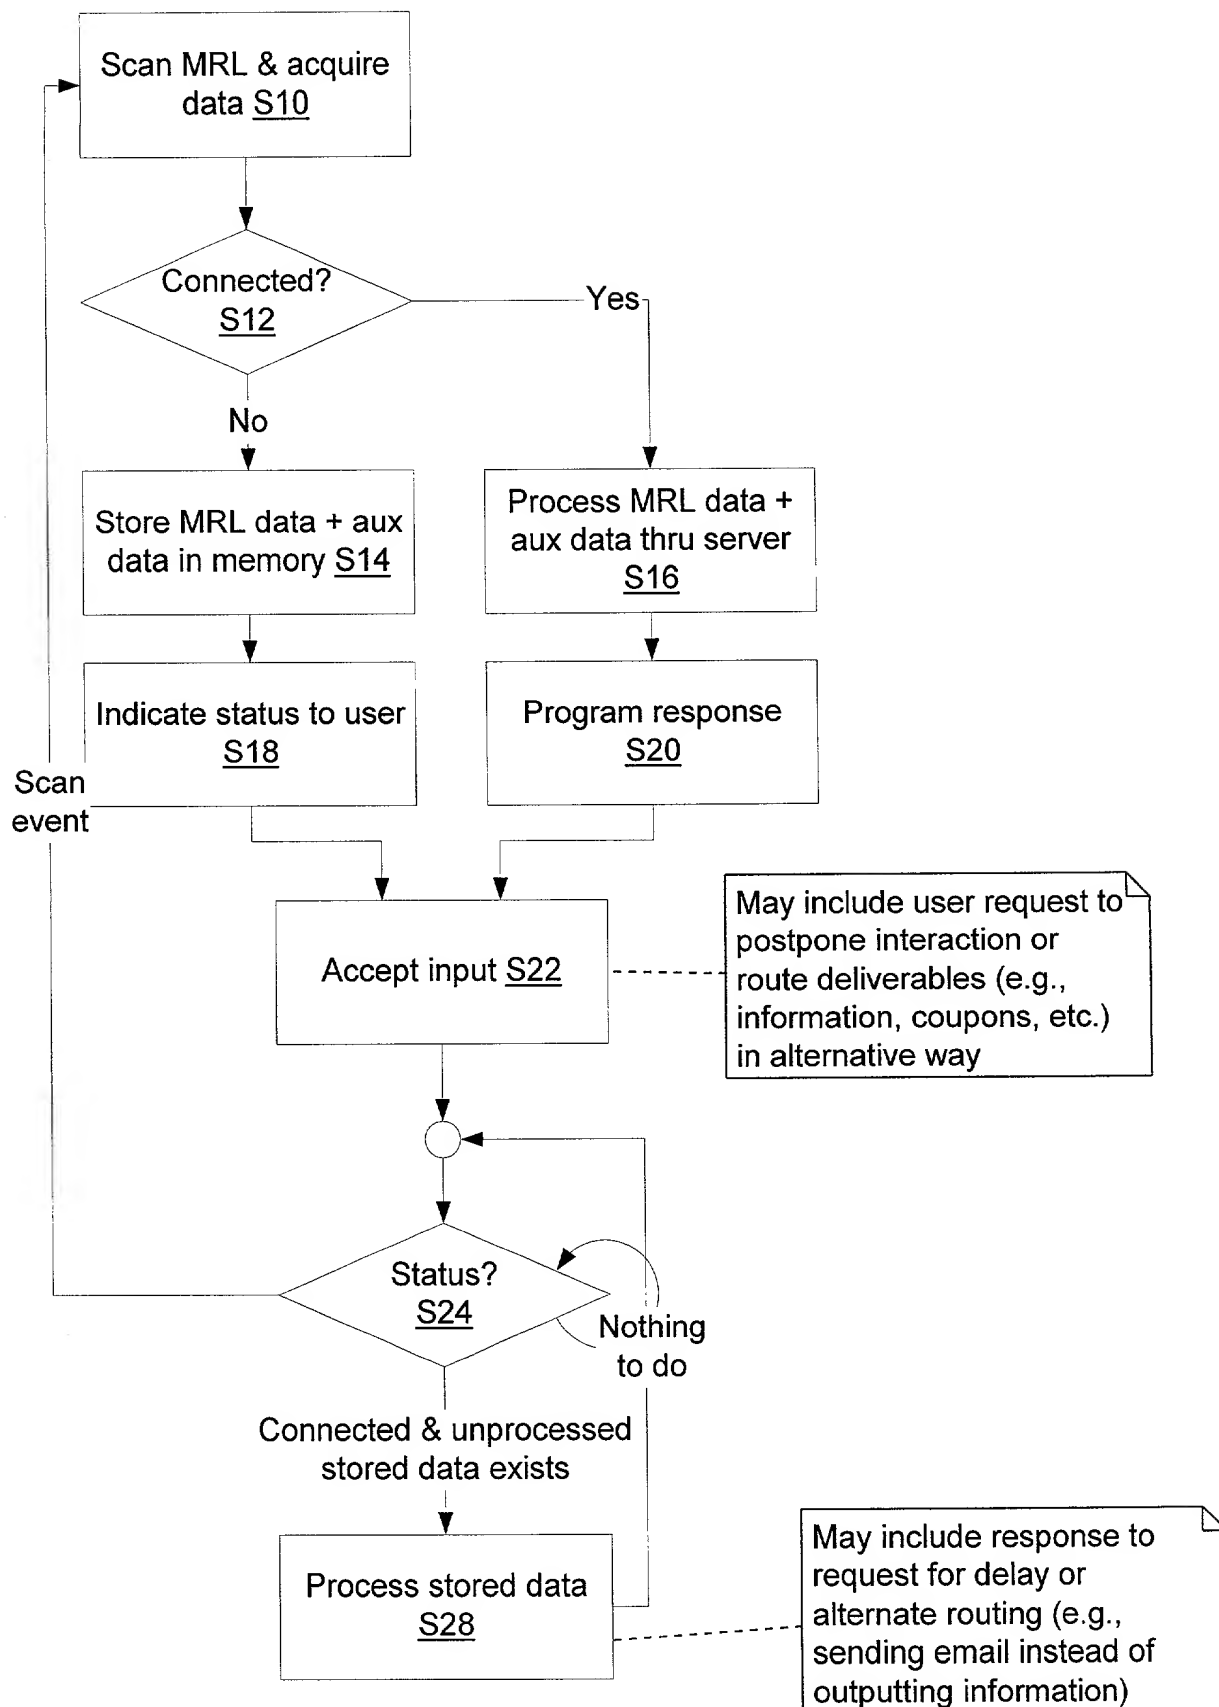 Scan MRL & acquire
data S10
Connected?
S12
Yes
No
Store MRL data + aux
data in memory S14
Process MRL data +
aux data thru server
S16
Indicate status to user
S18
Program response
S20
Scan
event
Accept input S22
May include user request to
postpone interaction or
route deliverables (e.g.,
information, coupons, etc.)
in alternative way
Status?
S24
Nothing
to do
Connected & unprocessed
stored data exists
Process stored data
S28
May include response to
request for delay or
alternate routing (e.g.,
sending email instead of
outputting information)